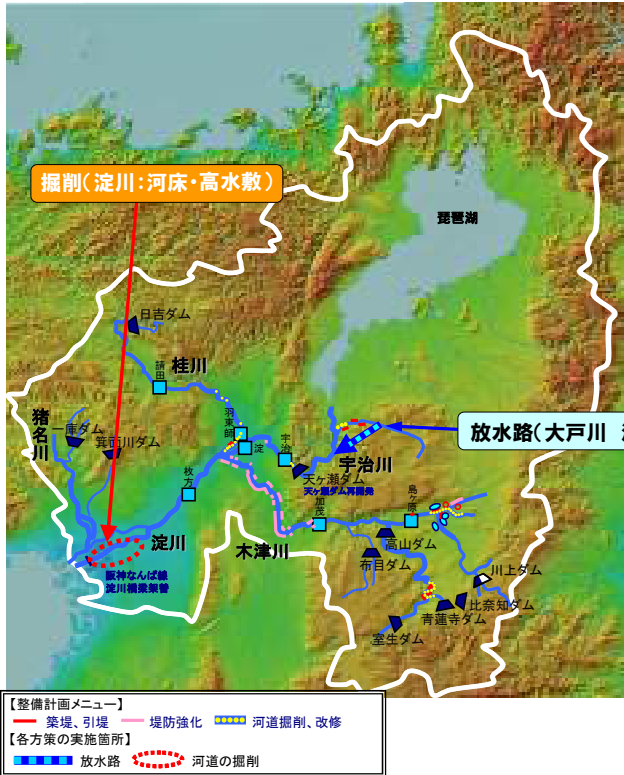 掘削(淀川：河床・高水敷)
琵琶湖
日吉ダム
請田
桂川
猪名川
一庫ダム
箕面川ダム
羽束師
淀
宇治
枚方
天ヶ瀬ダム
宇治川
天ヶ瀬ダム再開発
放水路(大戸川
加茂
島ヶ原
淀川
木津川
高山ダム
布目ダム
川上ダム
比奈知ダム
青蓮寺ダム
室生ダム
阪神なんば線
淀川橋梁架替
【整備計画メニュー】
築堤、引堤 堤防強化 河道掘削、改修
【各方策の実施箇所】
放水路 河道の掘削